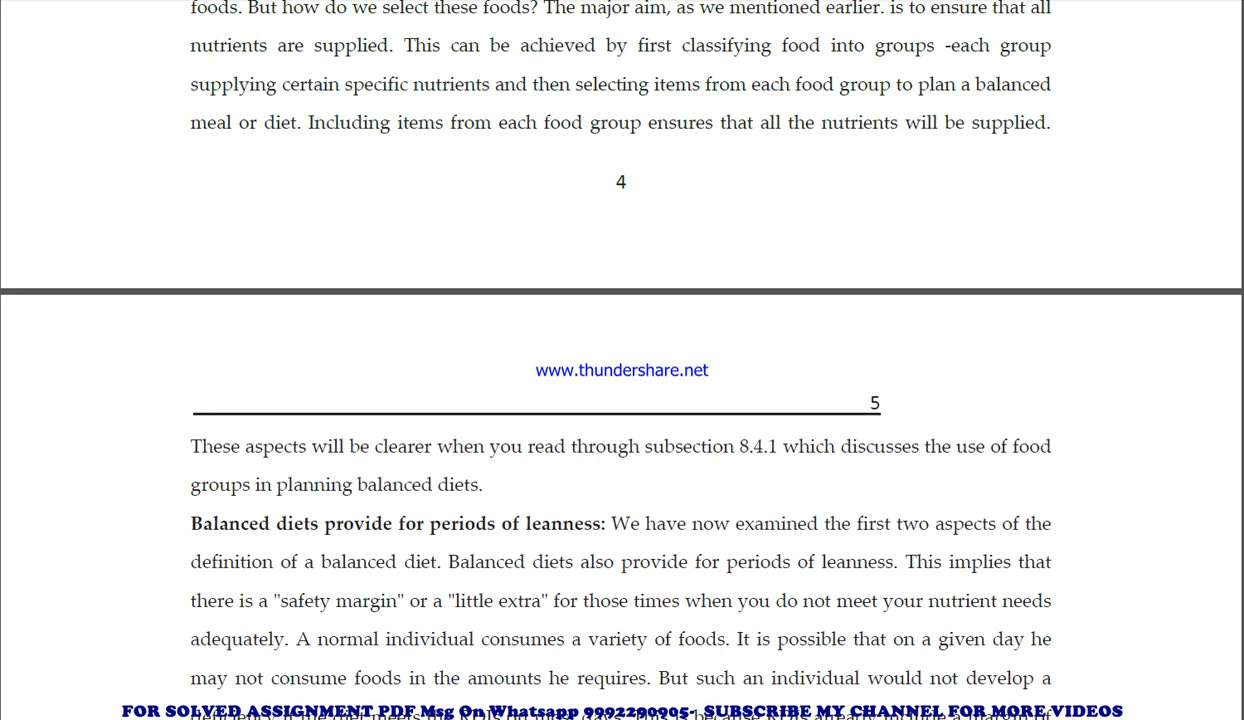 foods. But how do we select these foods? The major aim, as we mentioned earlier. is to ensure that all
nutrients are supplied. This can be achieved by first classifying food into groups -each group
supplying certain specific nutrients and then selecting items from each food group to plan a balanced
meal or diet. Including items from each food group ensures that all the nutrients will be supplied.
4
www.thundershare.net
5
These aspects will be clearer when you read through subsection 8.4.1 which discusses the use of food
groups in planning balanced diets.
Balanced diets provide for periods of leanness: We have now examined the first two aspects of the
definition of a balanced diet. Balanced diets also provide for periods of leanness. This implies that
there is a "safety margin" or a "little extra" for those times when you do not meet your nutrient needs
adequately. A normal individual consumes a variety of foods. It is possible that on a given day he
may not consume foods in the amounts he requires. But such an individual would not develop a
FOR SOLVED ASSIGNMENT PDF Msg On Whatsapp 9992290905- SUBSCRIBE MY CHANNEL FOR MORE VIDEOS